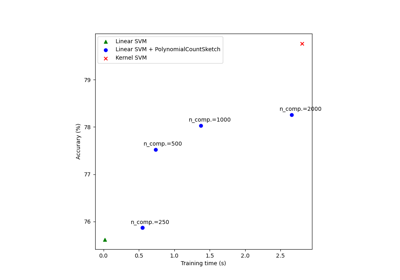 Linear SVM
Linear SVM + PolynomialCountSketch
Kernel SVM
79
78
77
76
n_comp.=2000
n_comp.=1000
n_comp.=500
n_comp.=250
Accurary (%)
0.0 0.5 1.0 1.5 2.0 2.5
Training time (s)